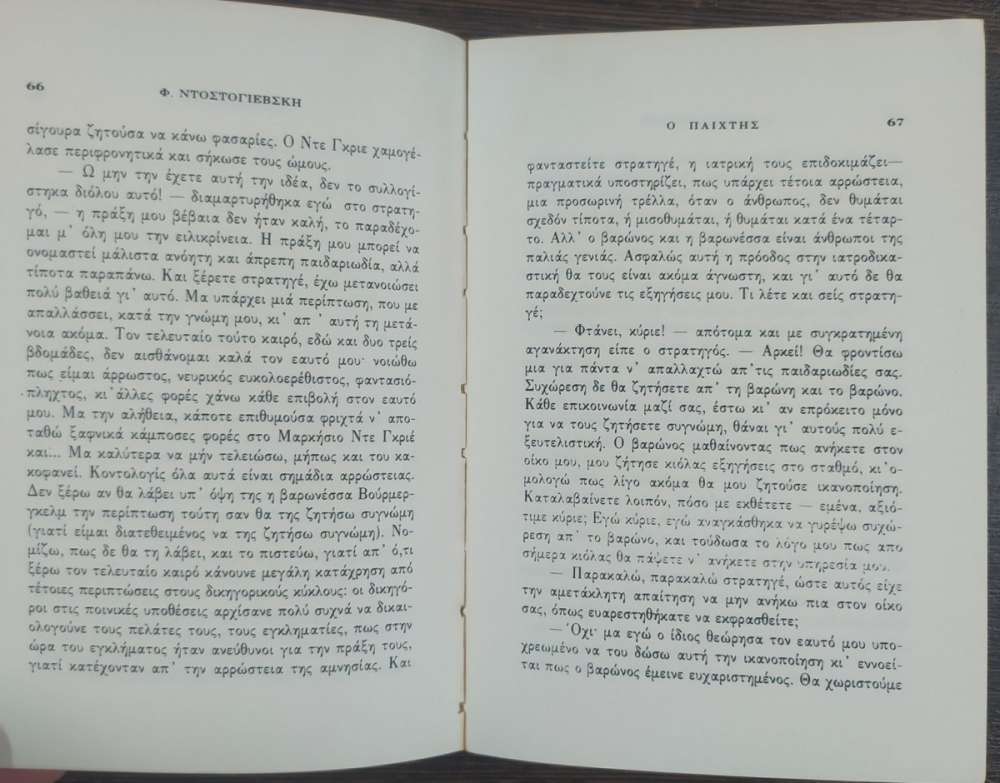 66
Φ. ΝΤΟΣΤΟΓΙΕΒΣΚΗ
σίγουρα ζητούσα να κάνω φασαρίες. Ο Ντε Γκριε χαμογέ-
λασε περιφρονητικά και σήκωσε τους ώμους.
— Ω μην την έχετε αυτή την ιδέα, δεν το συλλογί-
στηκα διόλου αυτό! — διαμαρτυρήθηκα εγώ στο στρατη-
γό, — η πράξη μου βέβαια δεν ήταν καλή, το παραδέχο-
μαι μ' όλη μου την ειλικρίνεια. Η πράξη μου μπορεί να
ονομαστεί μάλιστα ανόητη και άπρεπη παιδαριωδία, αλλά
τίποτα παραπάνω. Και ξέρετε στρατηγέ, έχω μετανοιώσει
πολύ βαθειά γι' αυτό. Μα υπάρχει μιά περίπτωση, που με
απαλλάσσει, κατά την γνώμη μου, κι' απ ' αυτή τη μετά-
νοια ακόμα. Τον τελευταίο τούτο καιρό, εδώ και δυο τρείς
βδομάδες, δεν αισθάνομαι καλά τον εαυτό μου· νοιώθω
πως είμαι άρρωστος, νευρικός ευκολοερέθιστος, φαντασιό-
πληχτος, κι' άλλες φορές χάνω κάθε επιβολή στον εαυτό
μου. Μα την αλήθεια, κάποτε επιθυμούσα φριχτά ν' απο-
ταθώ ξαφνικά κάμποσες φορές στο Μαρκήσιο Ντε Γκριέ
και... Μα καλύτερα να μήν τελειώσω, μήπως και του κα-
κοφανεί. Κοντολογίς όλα αυτά είναι σημάδια αρρώστειας.
Δεν ξέρω αν θα λάβει υπ' όψη της η βαρωνέσσα Βούρμερ-
γκελμ την περίπτωση τούτη σαν θα της ζητήσω συγνώμη
(γιατί είμαι διατεθειμένος να της ζητήσω συγνώμη). Νο-
μίζω, πως δε θα τη λάβει, και το πιστεύω, γιατί απ' ό,τι
ξέρω τον τελευταίο καιρό κάνουνε μεγάλη κατάχρηση από
τέτοιες περιπτώσεις στους δικηγορικούς κύκλους: οι δικηγό-
ροι στις ποινικές υποθέσεις αρχίσανε πολύ συχνά να δικαι-
ολογούνε τους πελάτες τους, τους εγκληματίες, πως στην
ώρα του εγκλήματος ήταν ανεύθυνοι για την πράξη τους,
γιατί κατέχονταν απ' την αρρώστεια της αμνησίας. Και
Ο ΠΑΙΧΤΗΣ
67
φανταστείτε στρατηγέ, η ιατρική τους επιδοκιμάζει—
πραγματικά υποστηρίζει, πως υπάρχει τέτοια αρρώστεια,
μια προσωρινή τρέλλα, όταν ο άνθρωπος, δεν θυμάται
σχεδόν τίποτα, ή μισοθυμάται, ή θυμάται κατά ένα τέταρ-
το. Αλλ' ο βαρώνος και η βαρωνέσσα είναι άνθρωποι της
παλιάς γενιάς. Ασφαλώς αυτή η πρόοδος στην ιατροδικα-
στική θα τους είναι ακόμα άγνωστη, και γι' αυτό δε θα
παραδεχτούνε τις εξηγήσεις μου. Τι λέτε και σείς στρατη-
γέ;
— Φτάνει, κύριε! — απότομα και με συγκρατημένη
αγανάκτηση είπε ο στρατηγός. — Αρκεί! Θα φροντίσω
μια για πάντα ν' απαλλαχτώ απ'τις παιδαριωδίες σας.
Συχώρεση δε θα ζητήσετε απ' τη βαρώνη και το βαρώνο.
Κάθε επικοινωνία μαζί σας, έστω κι' αν επρόκειτο μόνο
για να τους ζητήσετε συγνώμη, θάναι γι' αυτούς πολύ ε-
ξευτελιστική. Ο βαρώνος μαθαίνοντας πως ανήκετε στον
οίκο μου, μου ζήτησε κιόλας εξηγήσεις στο σταθμό, κι'ο-
μολογώ πως λίγο ακόμα θα μου ζητούσε ικανοποίηση.
Καταλαβαίνετε λοιπόν, πόσο με εκθέτετε — εμένα, αξιό-
τιμε κύριε; Εγώ κύριε, εγώ αναγκάσθηκα να γυρέψω συχώ-
ρεση απ' το βαρώνο, και τούδωσα το λόγο μου πως απο
σήμερα κιόλας θα πάψετε ν' ανήκετε στην υπηρεσία μου.
— Παρακαλώ, παρακαλώ στρατηγέ, ώστε αυτός είχε
την αμετάκλητη απαίτηση να μην ανήκω πια στον οίκο
σας, όπως ευαρεστηθήκατε να εκφρασθείτε;
— Όχι· μα εγώ ο ίδιος θεώρησα τον εαυτό μου υπο-
χρεωμένο να του δώσω αυτή την ικανοποίηση κι' εννοεί-
ται πως ο βαρώνος έμεινε ευχαριστημένος. Θα χωριστούμε